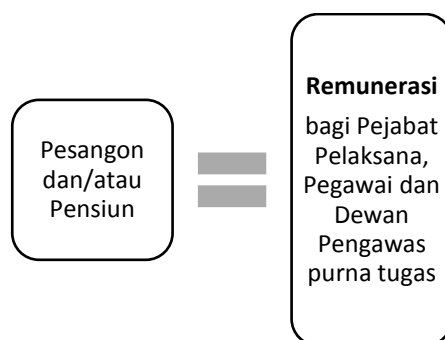 Pesangon
dan/atau
Pensiun
Remunerasi
bagi Pejabat
Pelaksana,
Pegawai dan
Dewan
Pengawas
purna tugas